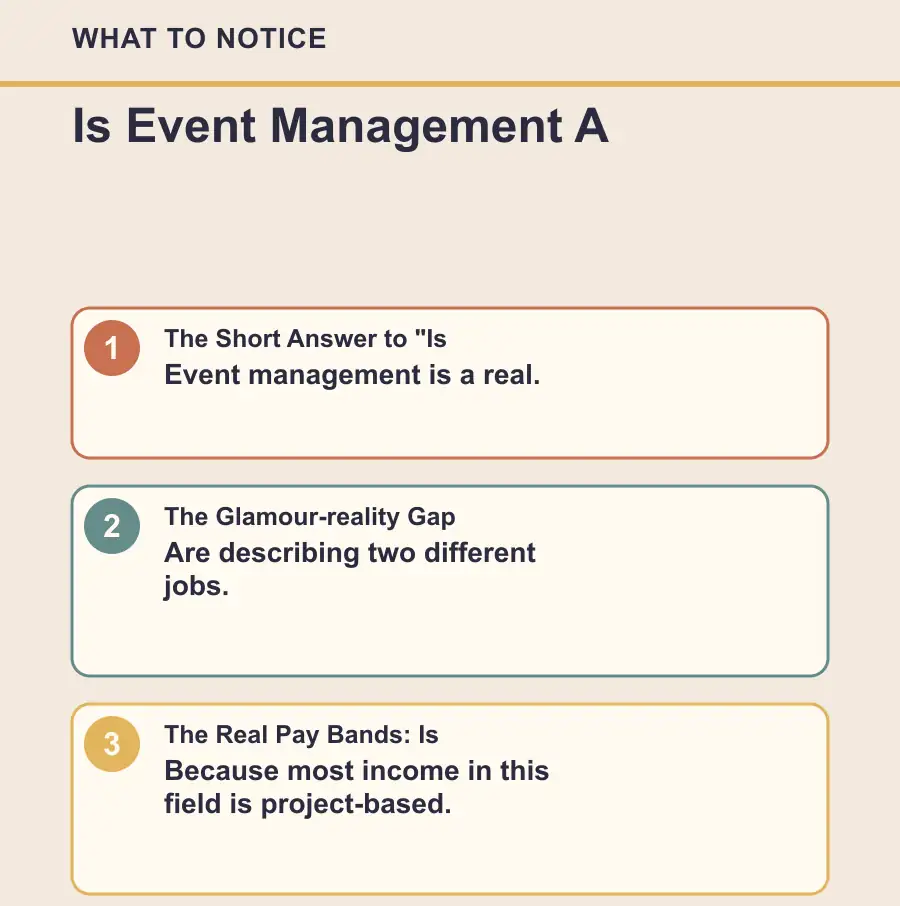 WHAT TO NOTICE
Is Event Management A
1
The Short Answer to "Is
Event management is a real.
2
The Glamour-reality Gap
Are describing two different
jobs.
3
The Real Pay Bands: Is
Because most income in this
field is project-based.